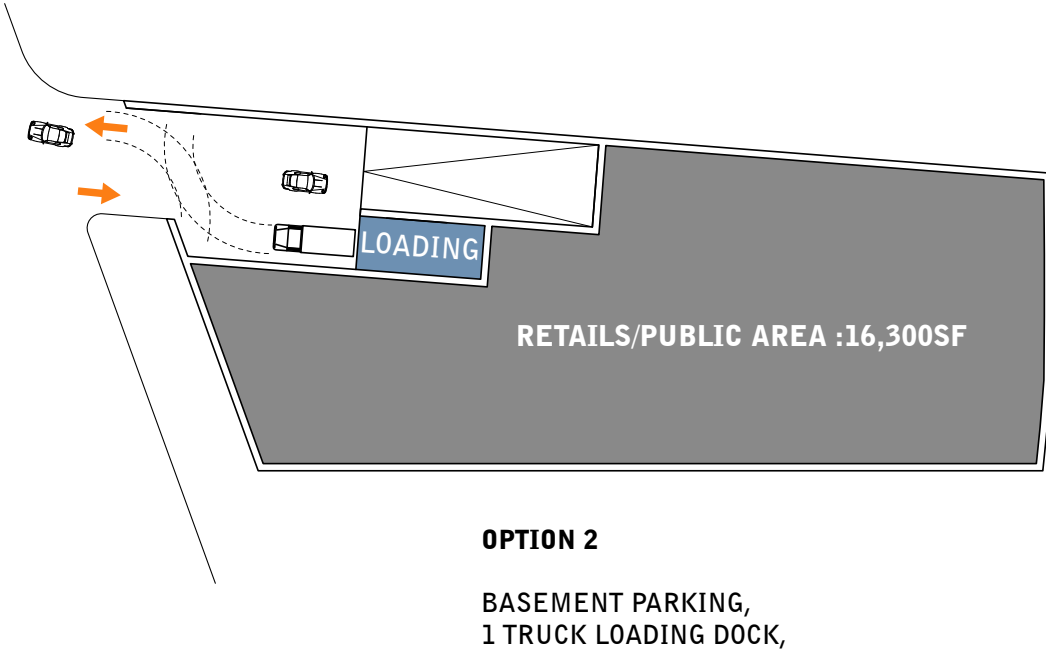 LOADING
RETAILS/PUBLIC AREA :16,300SF
OPTION 2
BASEMENT PARKING,
1 TRUCK LOADING DOCK,